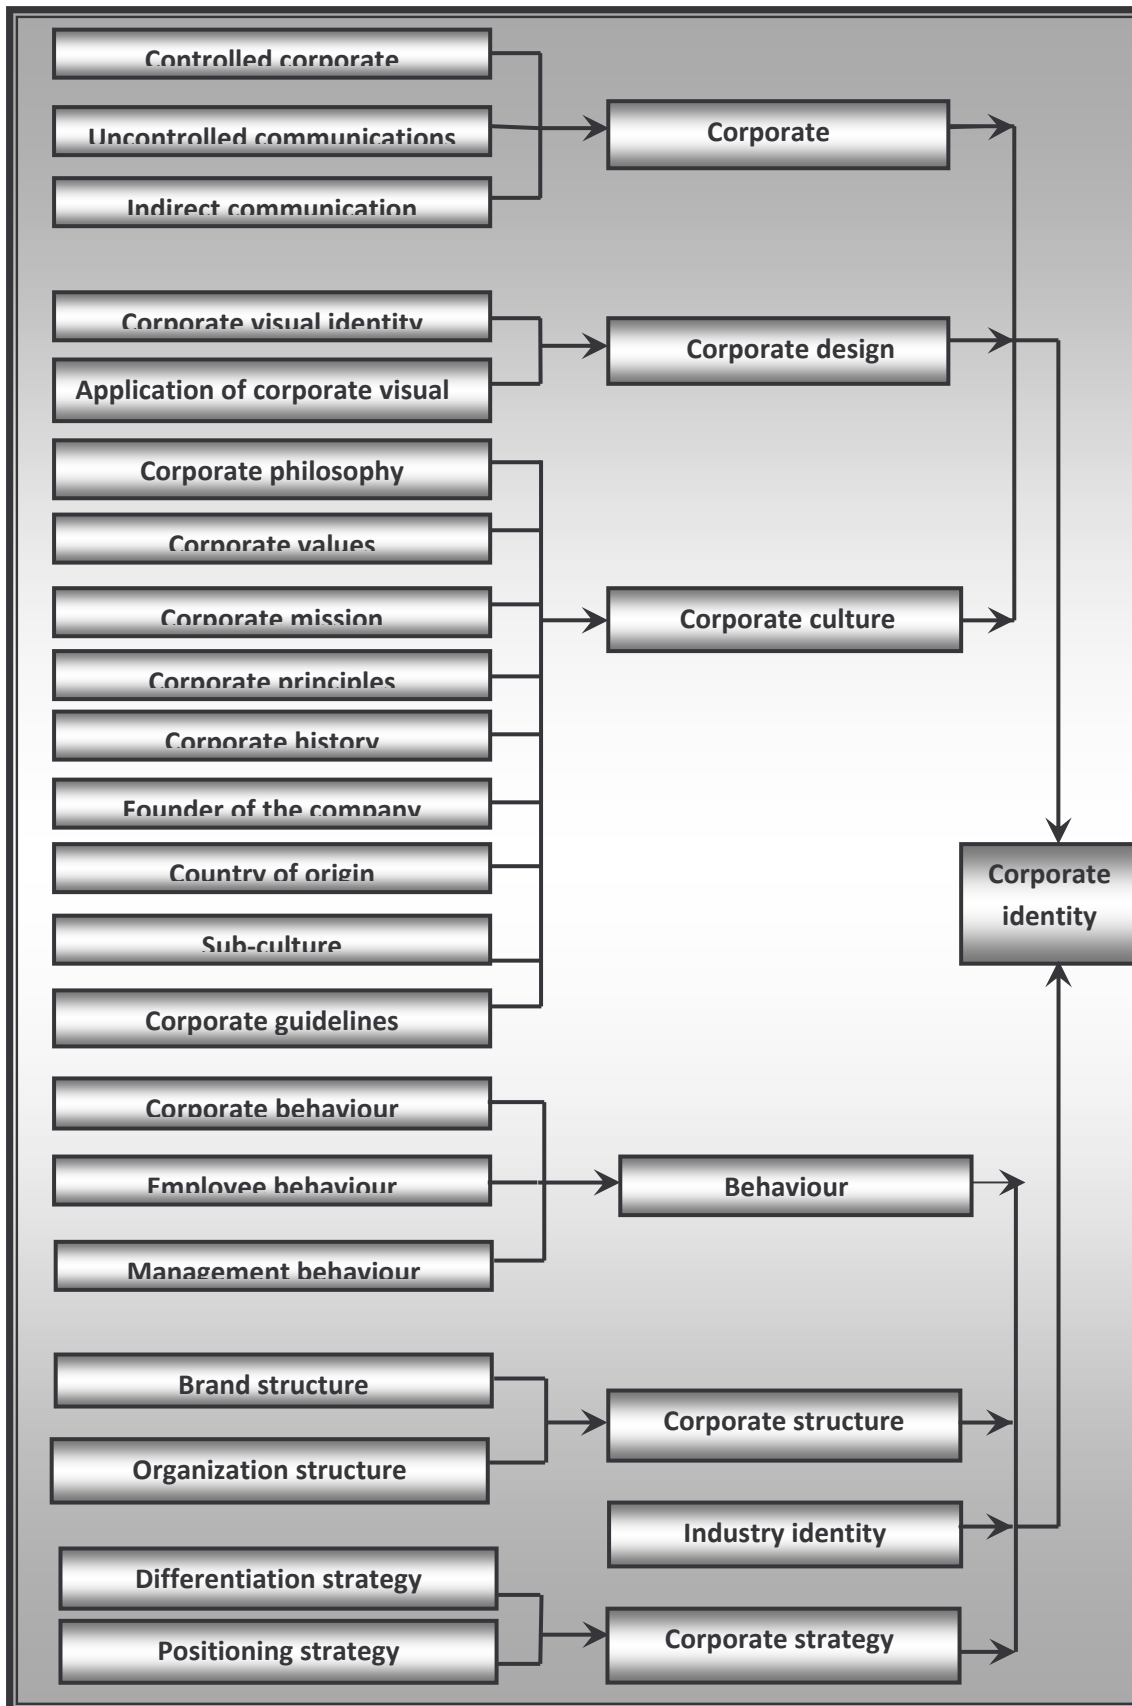 Controlled corporate
Uncontrolled communications
Indirect communication
Corporate
Corporate visual identity
Application of corporate visual
Corporate design
Corporate philosophy
Corporate values
Corporate mission
Corporate principles
Corporate history
Founder of the company
Country of origin
Sub-culture
Corporate guidelines
Corporate culture
Corporate
identity
Corporate behaviour
Employee behaviour
Management behaviour
Behaviour
Brand structure
Organization structure
Corporate structure
Industry identity
Differentiation strategy
Positioning strategy
Corporate strategy